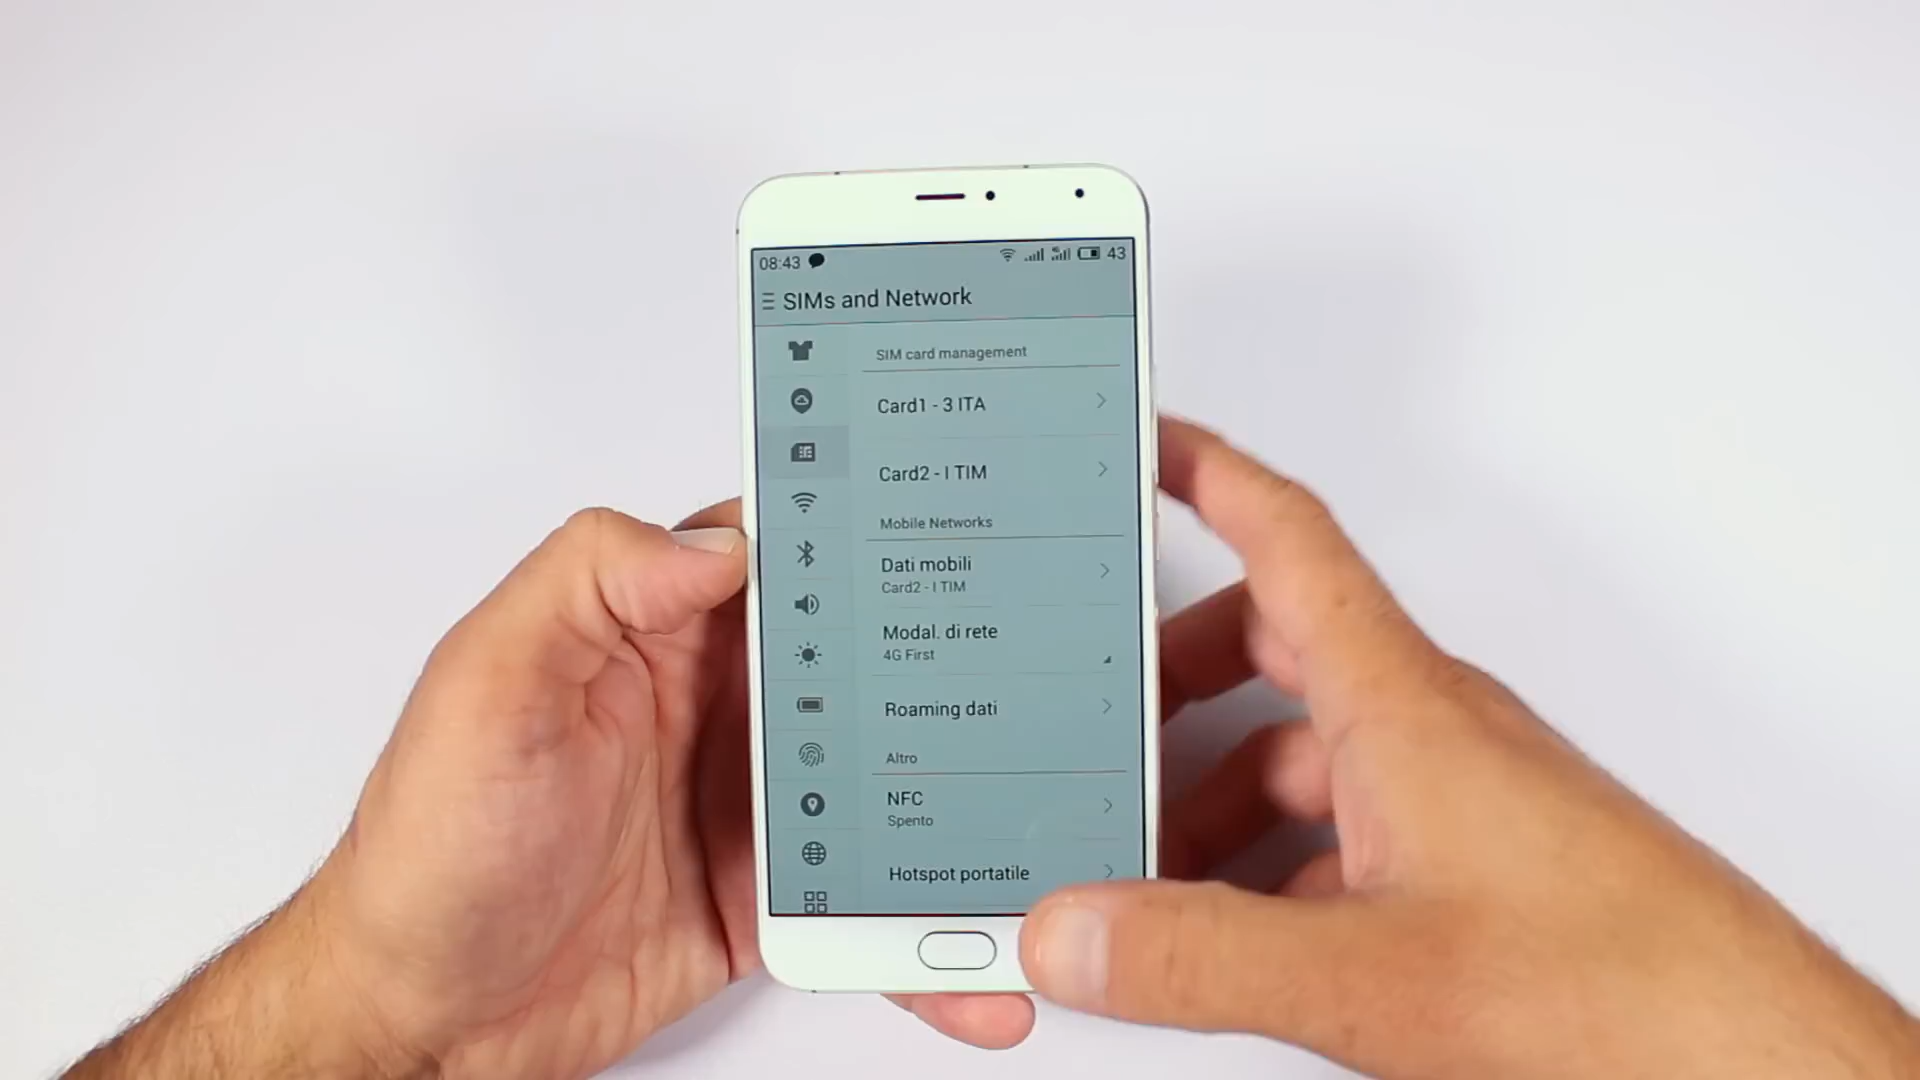 08:43 43
SIMs and Network
SIM card management
Card1 - 3 ITA
Card2 - I TIM
Mobile Networks
Dati mobili
Card2 - I TIM
Modal. di rete
4G First
Roaming dati
Altro
NFC
Spento
Hotspot portatile